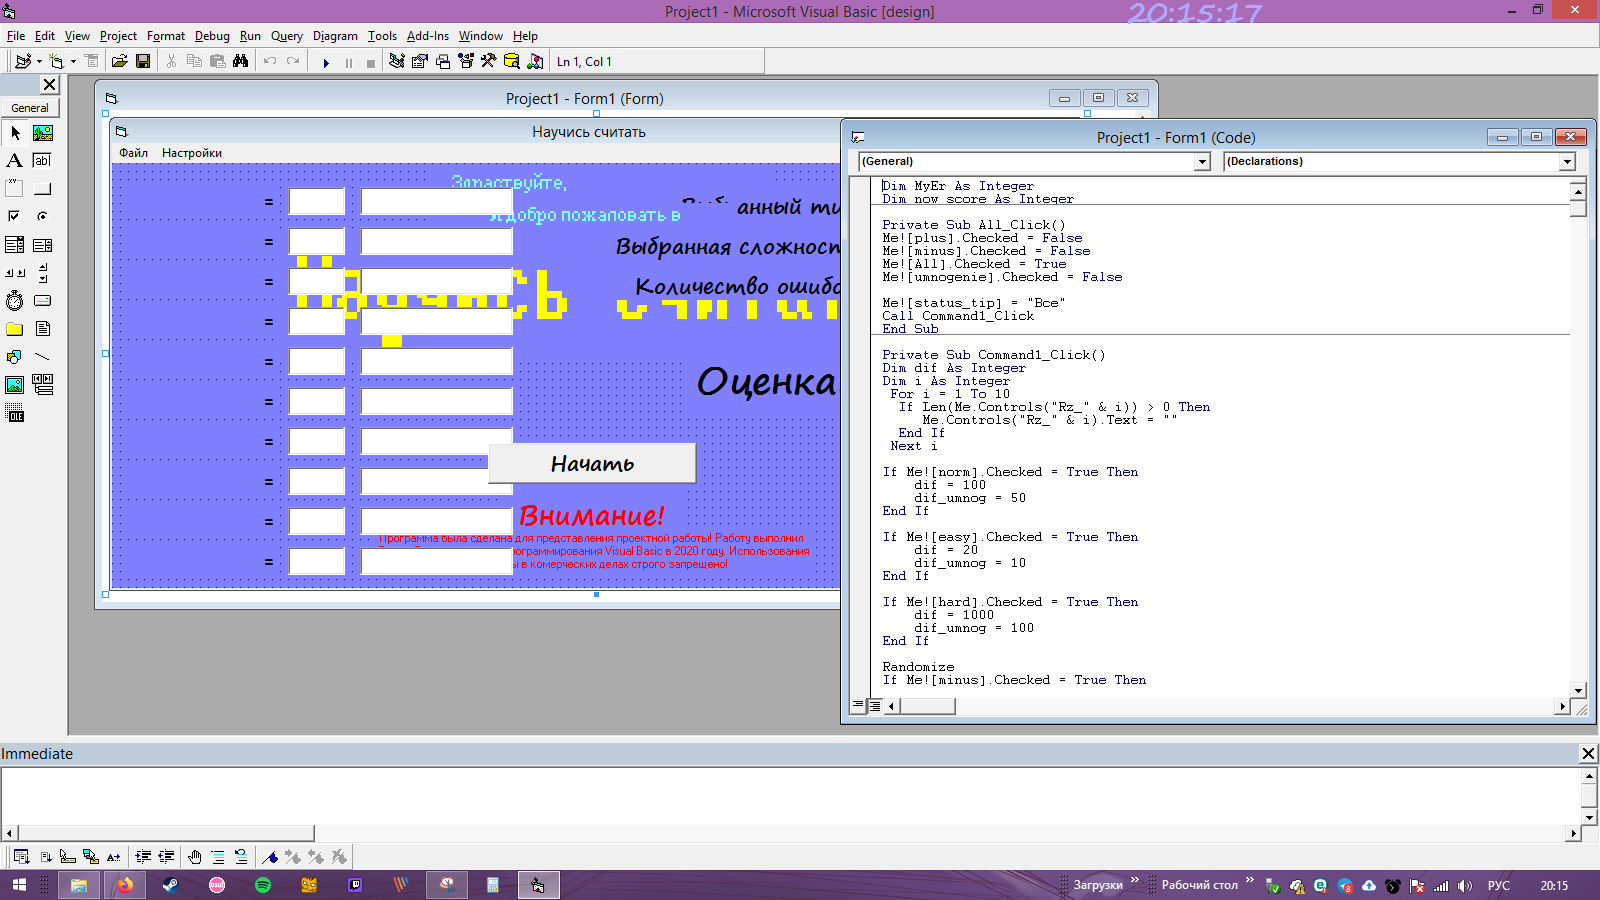 Project1 - Microsoft Visual Basic [design]
20:15:17
File Edit View Project Format Debug Run Query Diagram Tools Add-Ins Window Help
Ln 1, Col 1
General
Project1 - Form1 (Form)
Научись считать
Файл Настройки
Здраствуйте,
добро пожаловать в
Выбранная сложност
Количество ошибо
Оценка
=
=
=
=
=
=
=
=
=
=
Начать
Внимание!
Программа была сделана для представления проектной работы! Работу выполнил
рограммирования Visual Basic в 2020 году. Использования
ы в комерческих делах строго запрещено!
Project1 - Form1 (Code)
(General) (Declarations)
Dim MyEr As Integer
Dim now_score As Integer
Private Sub All_Click()
Me![plus].Checked = False
Me![minus].Checked = False
Me![All].Checked = True
Me![umnogenie].Checked = False
Me![status_tip] = "Все"
Call Command1_Click
End Sub
Private Sub Command1_Click()
Dim dif As Integer
Dim i As Integer
For i = 1 To 10
If Len(Me.Controls("Rz_" & i)) > 0 Then
Me.Controls("Rz_" & i).Text = ""
End If
Next i
If Me![norm].Checked = True Then
dif = 100
dif_umnog = 50
End If
If Me![easy].Checked = True Then
dif = 20
dif_umnog = 10
End If
If Me![hard].Checked = True Then
dif = 1000
dif_umnog = 100
End If
Randomize
If Me![minus].Checked = True Then
Immediate
Загрузки » Рабочий стол » РУС 20:15